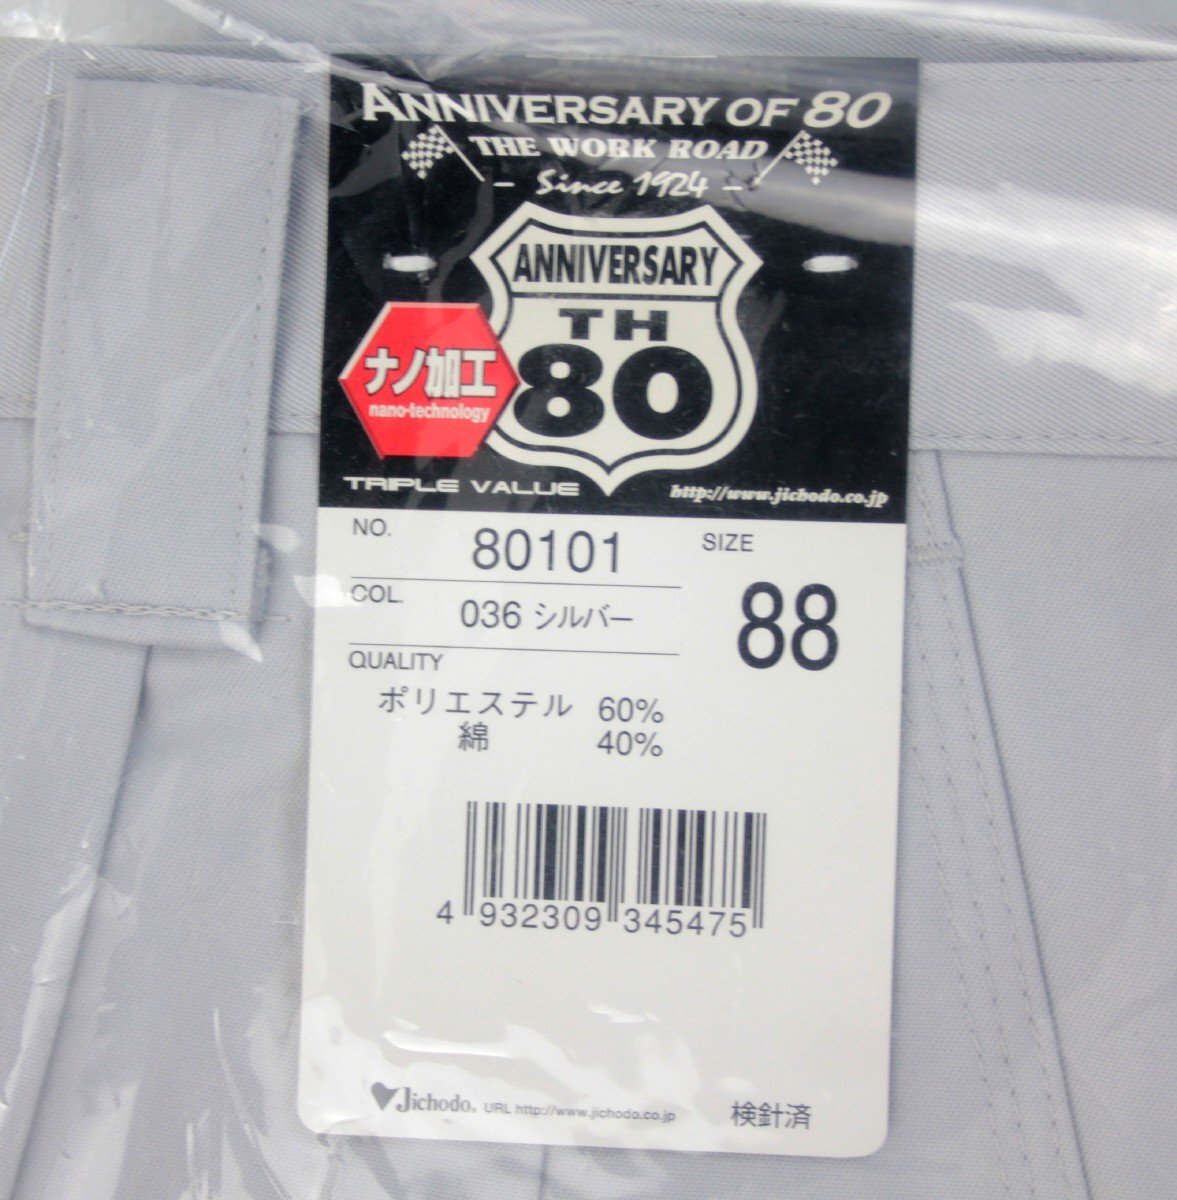 ANNIVERSARY OF 80
THE WORK ROAD
- Since 1924 -
ANNIVERSARY
TH
80
ナノ加工
nano-technology
TRIPLE VALUE
http://www.jichodo.co.jp
NO. 80101
SIZE
88
COL. 036 シルバー
QUALITY
ポリエステル 60%
綿 40%
4 932309 345475
Jichodo. URL http://www.jichodo.co.jp
検針済